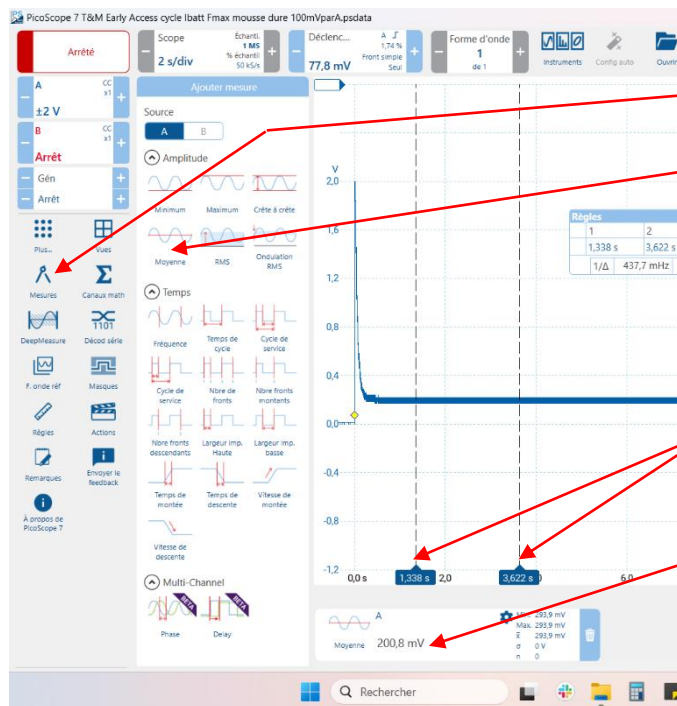 PicoScope 7 T&M Early Access cycle Ibatt Fmax mousse dure 100mVparA.psdata
Arrêté
Scope
2 s/div
Échanti.
1 MS
% échantil
50 kS/s
Déclenc...
77,8 mV
A
1,74 %
Front simple
Seul
Forme d'onde
1
de 1
Instruments
Config auto
Ouvrir
A
CC
x1
±2 V
B
CC
x1
Arrêt
Gén
Arrêt
Plus...
Vues
Mesures
Canaux math
DeepMeasure
1101
Décod série
F. onde réf
Masques
Règles
Actions
Remarques
Envoyer le
feedback
À propos de
PicoScope 7
Ajouter mesure
Source
A
B
Amplitude
Minimum
Maximum
Crête à crête
Moyenne
RMS
Ondulation
RMS
Temps
Fréquence
Temps de
cycle
Cycle de
service
Cycle de
service
Nbre de
fronts
Nbre fronts
montants
Nbre fronts
descendants
Largeur imp.
Haute
Largeur imp.
basse
Temps de
montée
Temps de
descente
Vitesse de
montée
Vitesse de
descente
Multi-Channel
BETA
BETA
Phase
Delay
V
2,0
1,6
1,2
0,8
0,4
0,0
-0,4
-0,8
-1,2
0,0 s
1,338 s
2,0
3,622 s
6,0
Règles
1
2
1,338 s
3,622 s
1/Δ
437,7 mHz
A
Moyenne
200,8 mV
Min. 293,9 mV
Max. 293,9 mV
x̄ 293,9 mV
σ 0 V
n 0
Rechercher